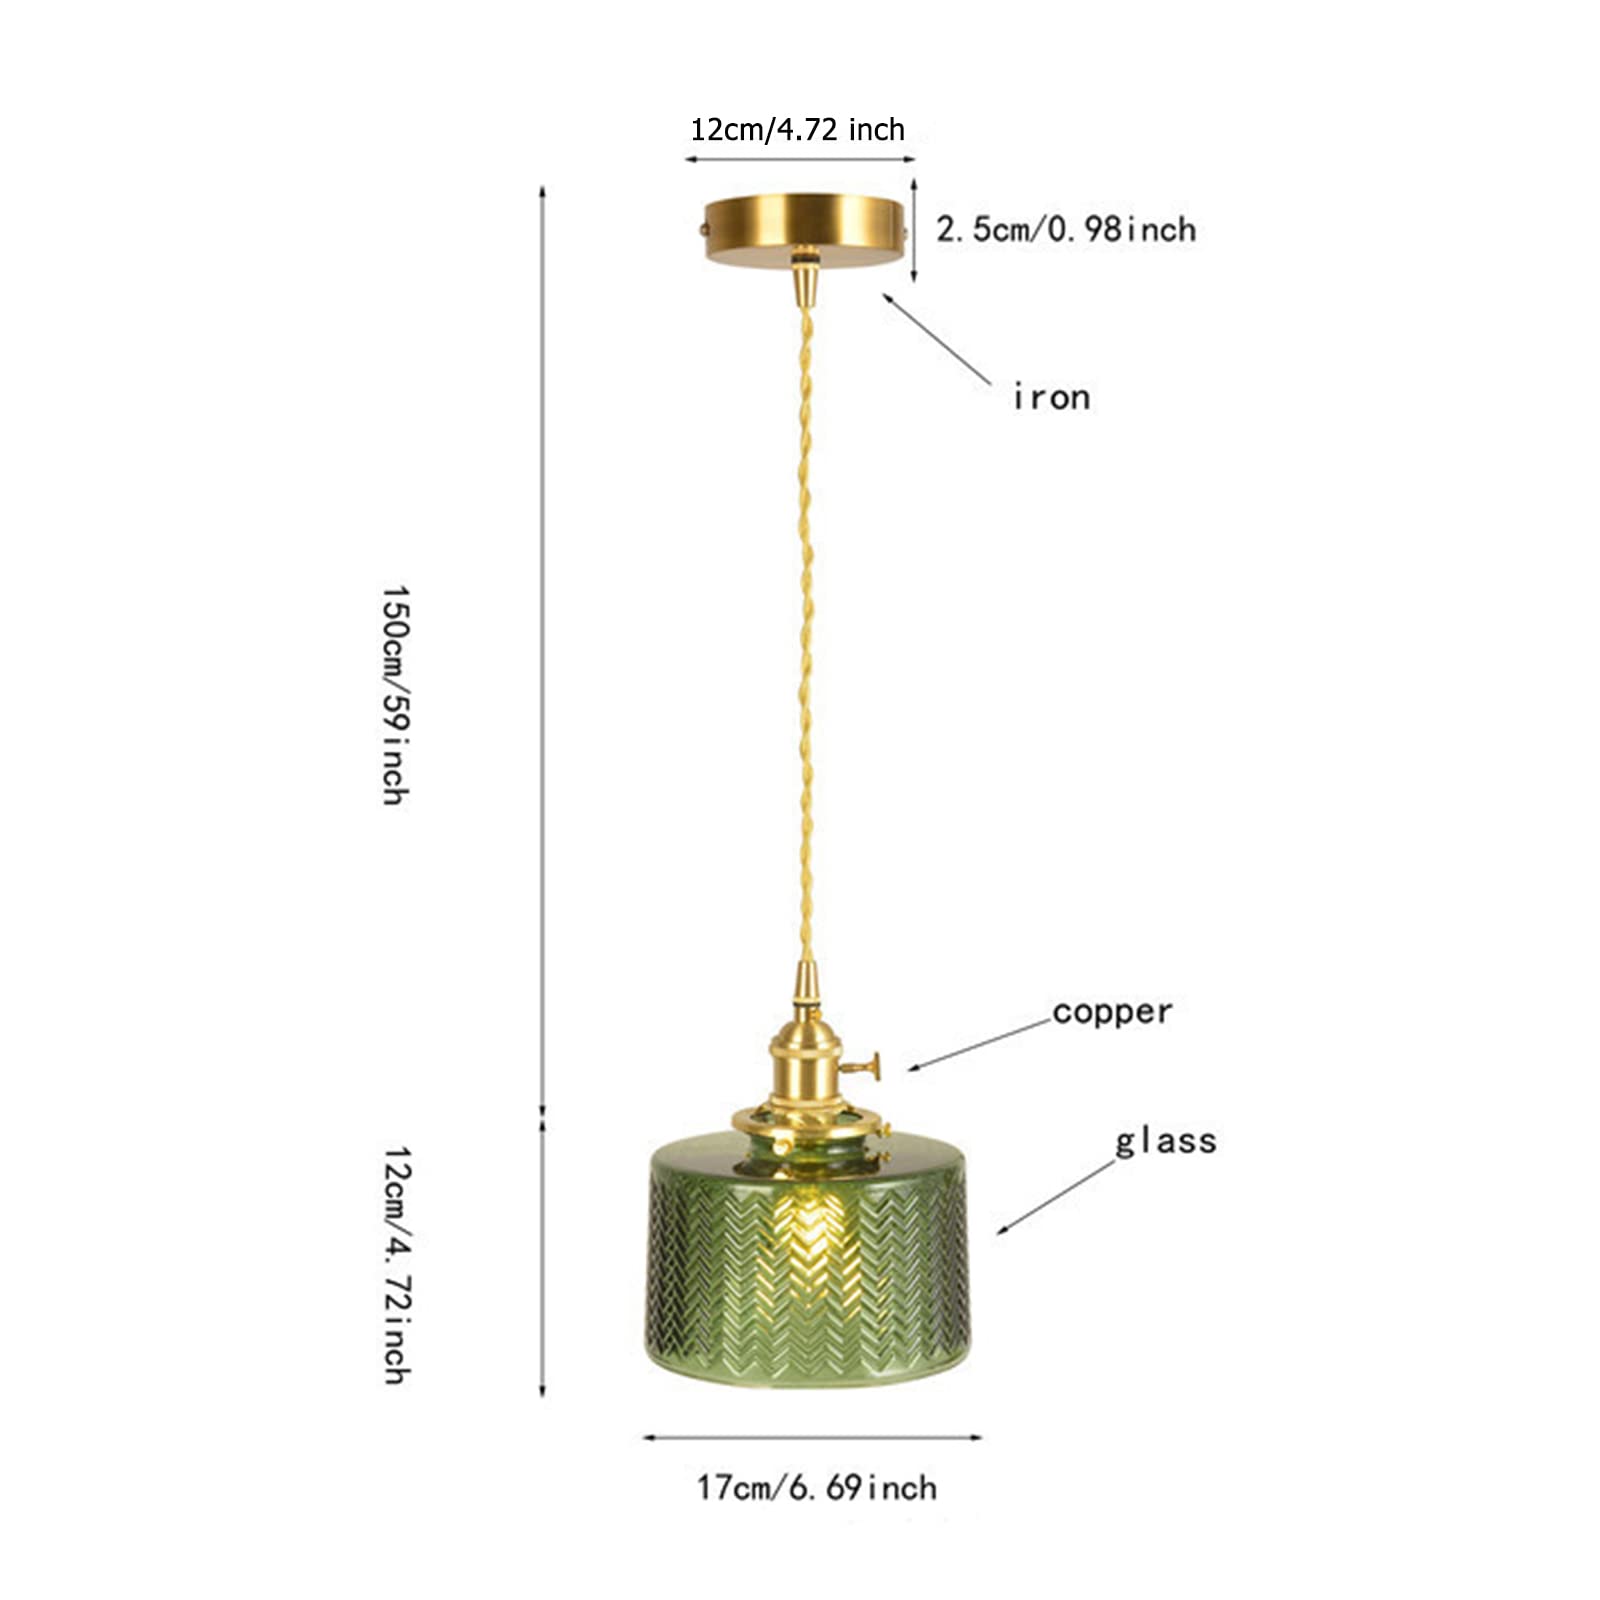 12cm/4.72 inch
2.5cm/0.98inch
iron
150cm/59inch
copper
glass
12cm/4.72inch
17cm/6.69inch